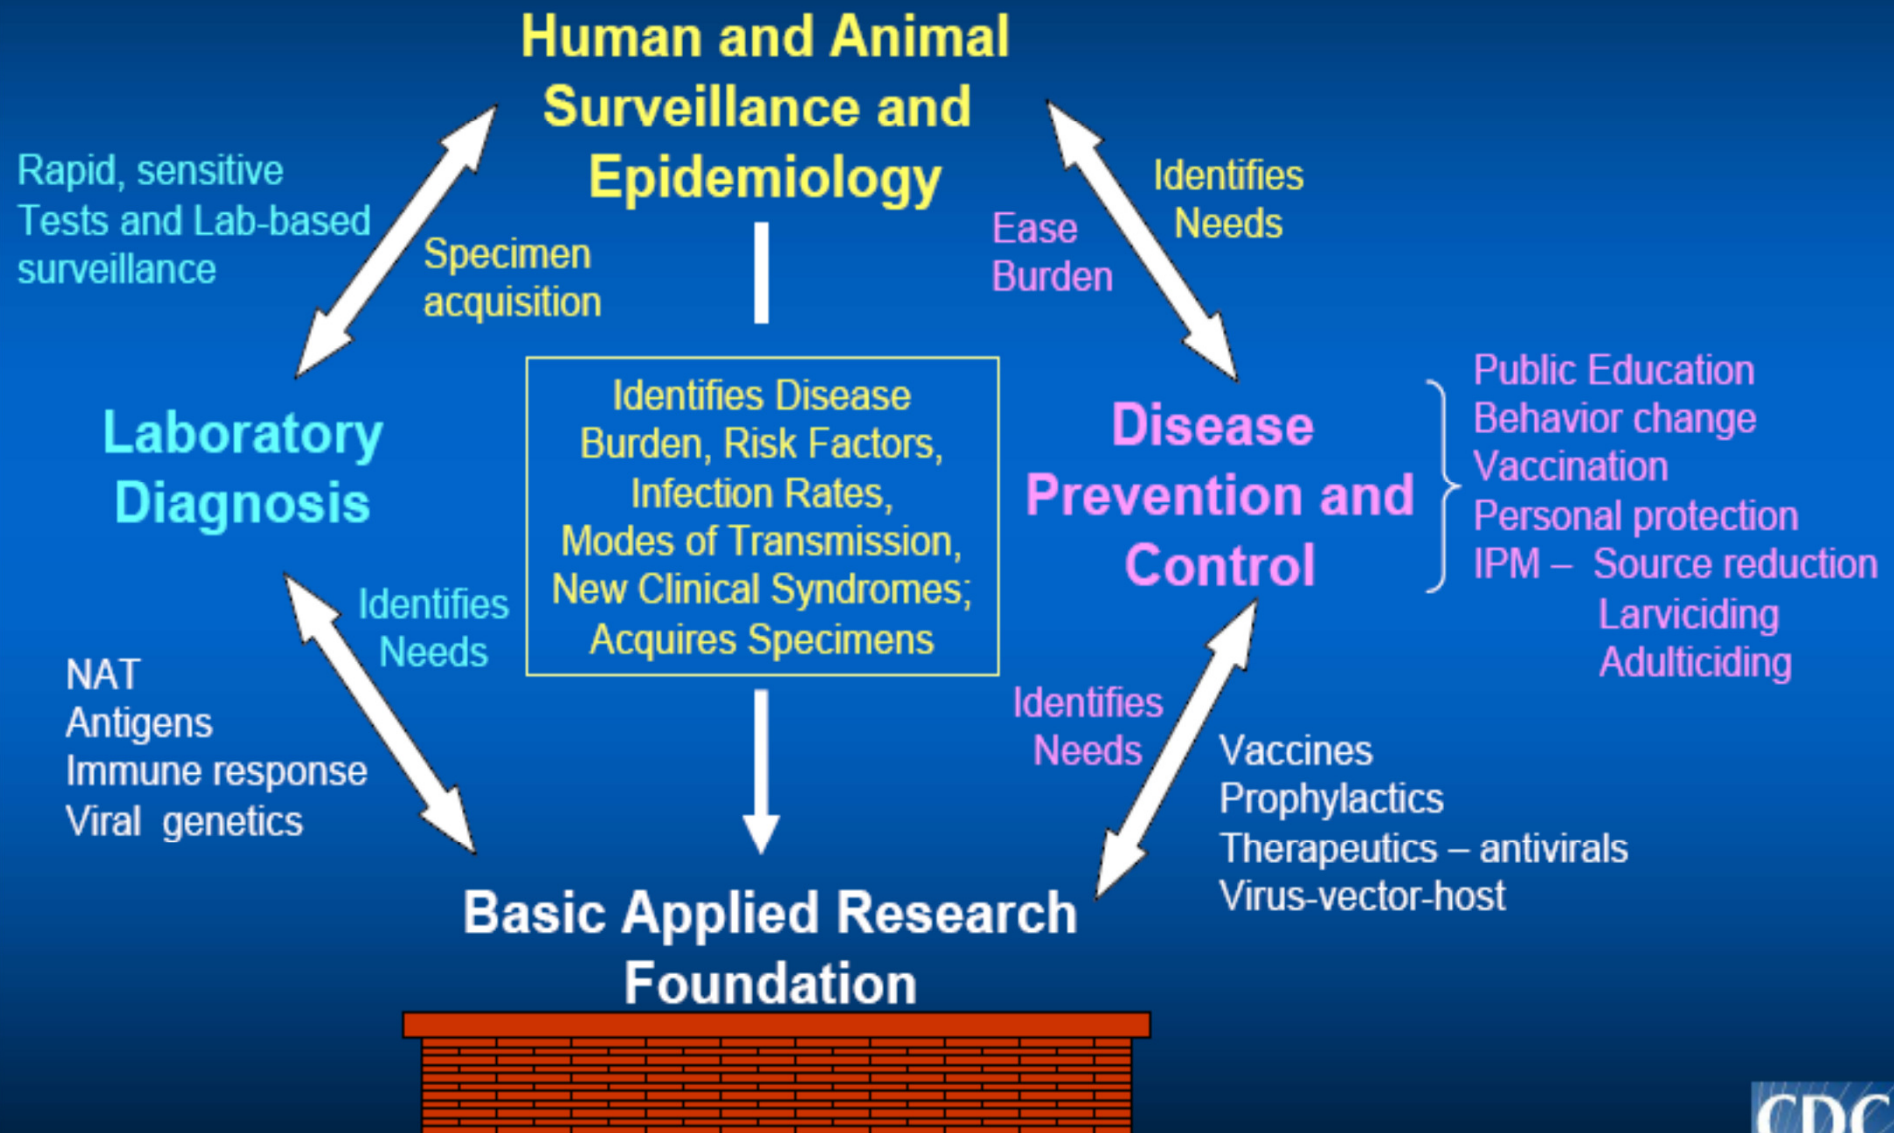 Human and Animal
Surveillance and
Epidemiology
Rapid, sensitive
Tests and Lab-based
surveillance
Specimen
acquisition
Ease
Burden
Identifies
Needs
Laboratory
Diagnosis
Identifies Disease
Burden, Risk Factors,
Infection Rates,
Modes of Transmission,
New Clinical Syndromes;
Acquires Specimens
Disease
Prevention and
Control
Public Education
Behavior change
Vaccination
Personal protection
IPM – Source reduction
Larviciding
Adulticiding
Identifies
Needs
NAT
Antigens
Immune response
Viral genetics
Identifies
Needs
Vaccines
Prophylactics
Therapeutics – antivirals
Virus-vector-host
Basic Applied Research
Foundation
CDC